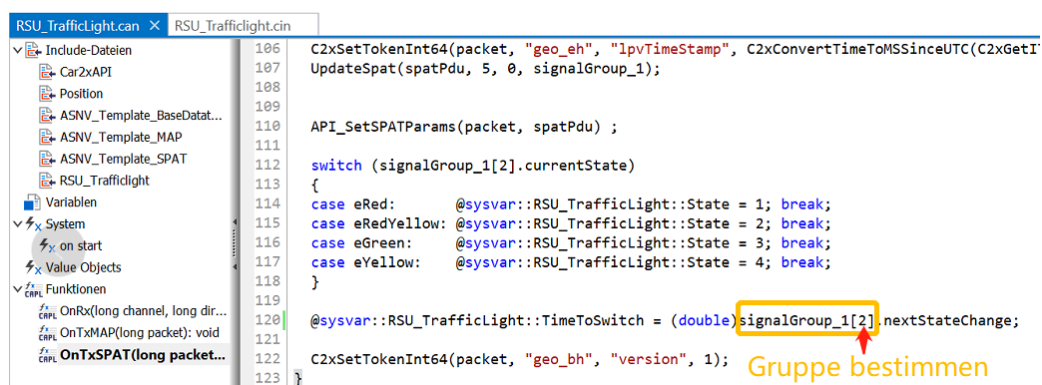 RSU_TrafficLight.can × RSU_Trafficlight.cin
Include-Dateien
Car2xAPI
Position
ASNV_Template_BaseDatat...
ASNV_Template_MAP
ASNV_Template_SPAT
RSU_Trafficlight
Variablen
System
on start
Value Objects
Funktionen
OnRx(long channel, long dir...
OnTxMAP(long packet): void
OnTxSPAT(long packet...
106 C2xSetTokenInt64(packet, "geo_eh", "lpvTimeStamp", C2xConvertTimeToMSSinceUTC(C2xGetIT
107 UpdateSpat(spatPdu, 5, 0, signalGroup_1);
108
109
110 API_SetSPATParams(packet, spatPdu) ;
111
112 switch (signalGroup_1[2].currentState)
113 {
114 case eRed: @sysvar::RSU_TrafficLight::State = 1; break;
115 case eRedYellow: @sysvar::RSU_TrafficLight::State = 2; break;
116 case eGreen: @sysvar::RSU_TrafficLight::State = 3; break;
117 case eYellow: @sysvar::RSU_TrafficLight::State = 4; break;
118 }
119
120 @sysvar::RSU_TrafficLight::TimeToSwitch = (double)signalGroup_1[2].nextStateChange;
121
122 C2xSetTokenInt64(packet, "geo_bh", "version", 1);
123 }
Gruppe bestimmen